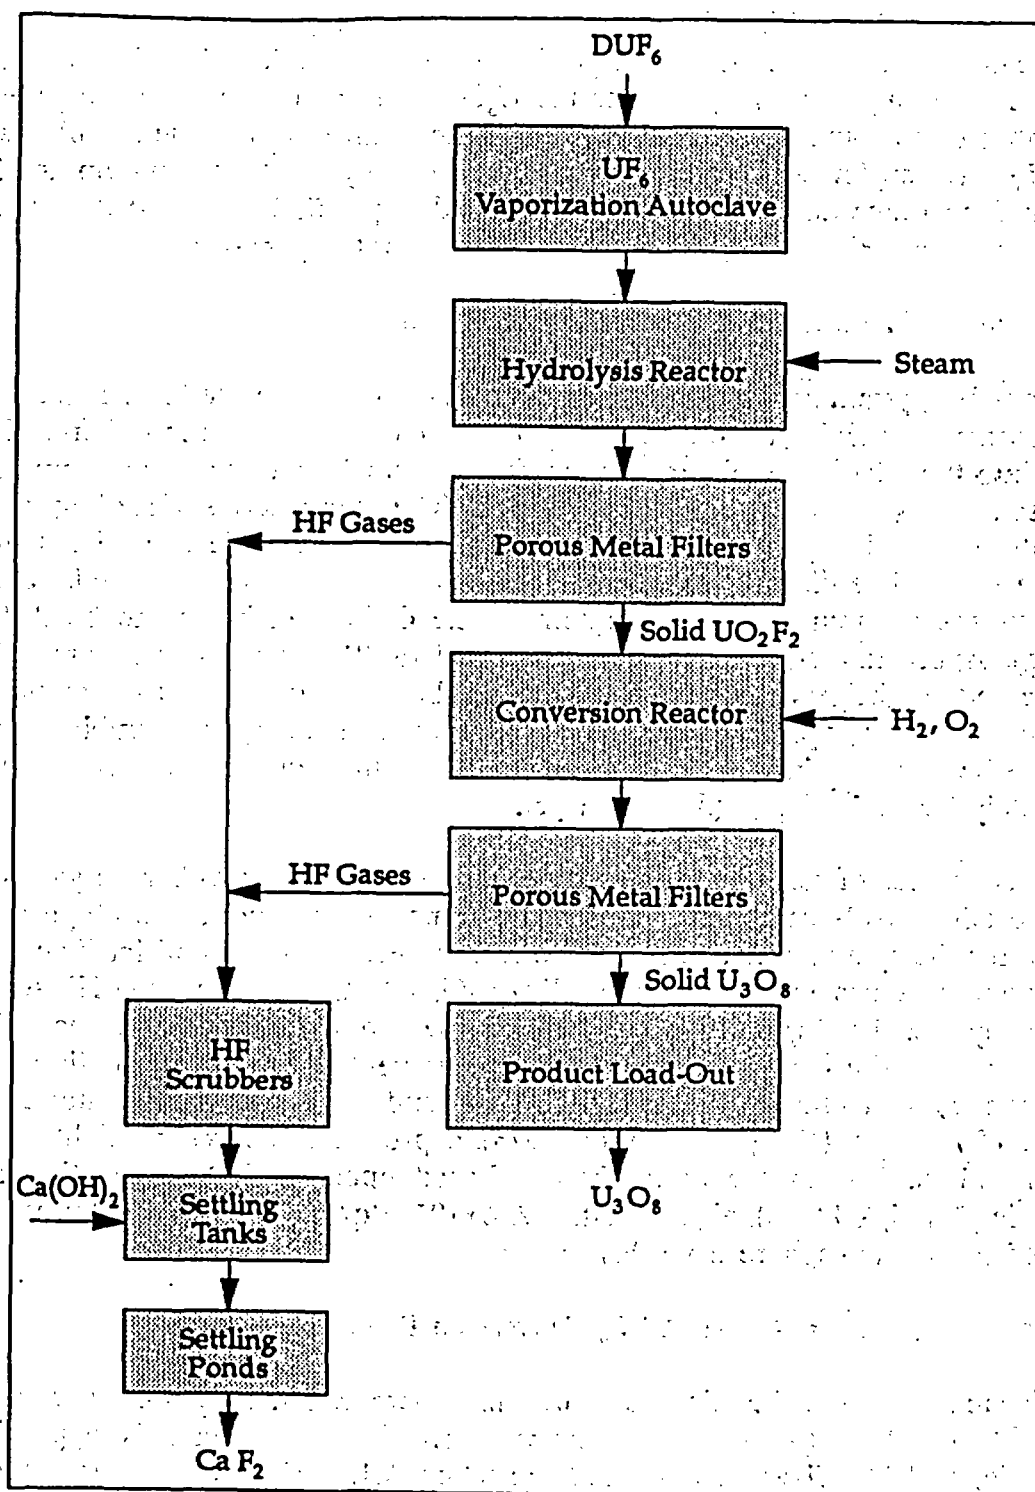 DUF₆
UF₆
Vaporization Autoclave
Hydrolysis Reactor
Steam
HF Gases
Porous Metal Filters
Solid UO₂F₂
Conversion Reactor
H₂, O₂
HF Gases
Porous Metal Filters
Solid U₃O₈
HF
Scrubbers
Product Load-Out
Ca(OH)₂
Settling
Tanks
U₃O₈
Settling
Ponds
Ca F₂